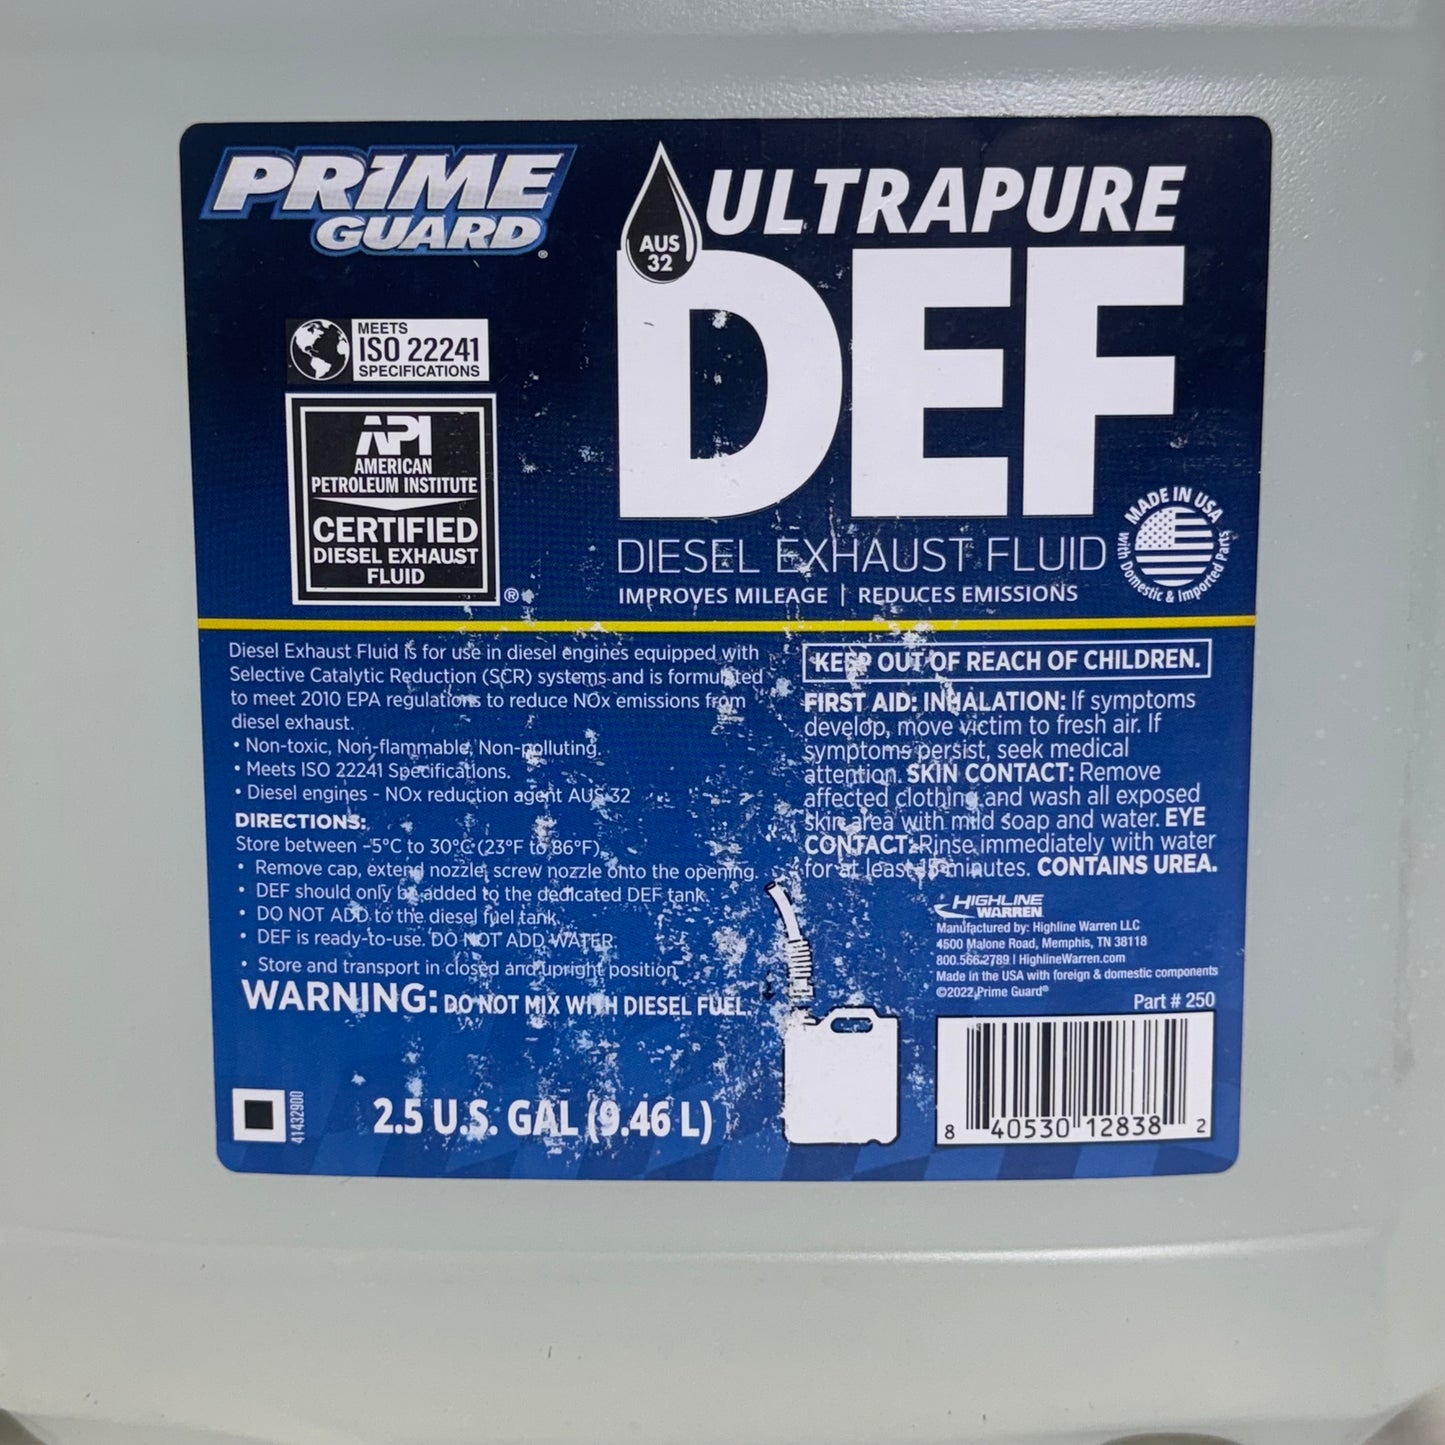 PRIME
GUARD®
AUS
32
ULTRAPURE
DEF
DIESEL EXHAUST FLUID
IMPROVES MILEAGE | REDUCES EMISSIONS
MEETS
ISO 22241
SPECIFICATIONS
API
AMERICAN
PETROLEUM INSTITUTE
CERTIFIED
DIESEL EXHAUST
FLUID
®
MADE IN USA
with Domestic & Imported Parts
Diesel Exhaust Fluid is for use in diesel engines equipped with
Selective Catalytic Reduction (SCR) systems and is formulated
to meet 2010 EPA regulations to reduce NOx emissions from
diesel exhaust.
• Non-toxic, Non-flammable, Non-polluting.
• Meets ISO 22241 Specifications.
• Diesel engines - NOx reduction agent AUS 32
DIRECTIONS:
Store between -5°C to 30°C (23°F to 86°F)
• Remove cap, extend nozzle, screw nozzle onto the opening.
• DEF should only be added to the dedicated DEF tank.
• DO NOT ADD to the diesel fuel tank.
• DEF is ready-to-use. DO NOT ADD WATER.
• Store and transport in closed and upright position
WARNING: DO NOT MIX WITH DIESEL FUEL.
41432900
2.5 U.S. GAL (9.46 L)
KEEP OUT OF REACH OF CHILDREN.
FIRST AID: INHALATION: If symptoms
develop, move victim to fresh air. If
symptoms persist, seek medical
attention. SKIN CONTACT: Remove
affected clothing and wash all exposed
skin area with mild soap and water. EYE
CONTACT: Rinse immediately with water
for at least 15 minutes. CONTAINS UREA.
HIGHLINE
WARREN
Manufactured by: Highline Warren LLC
4500 Malone Road, Memphis, TN 38118
800.566.2789 | HighlineWarren.com
Made in the USA with foreign & domestic components
©2022 Prime Guard®
Part # 250
8 40530 12838 2